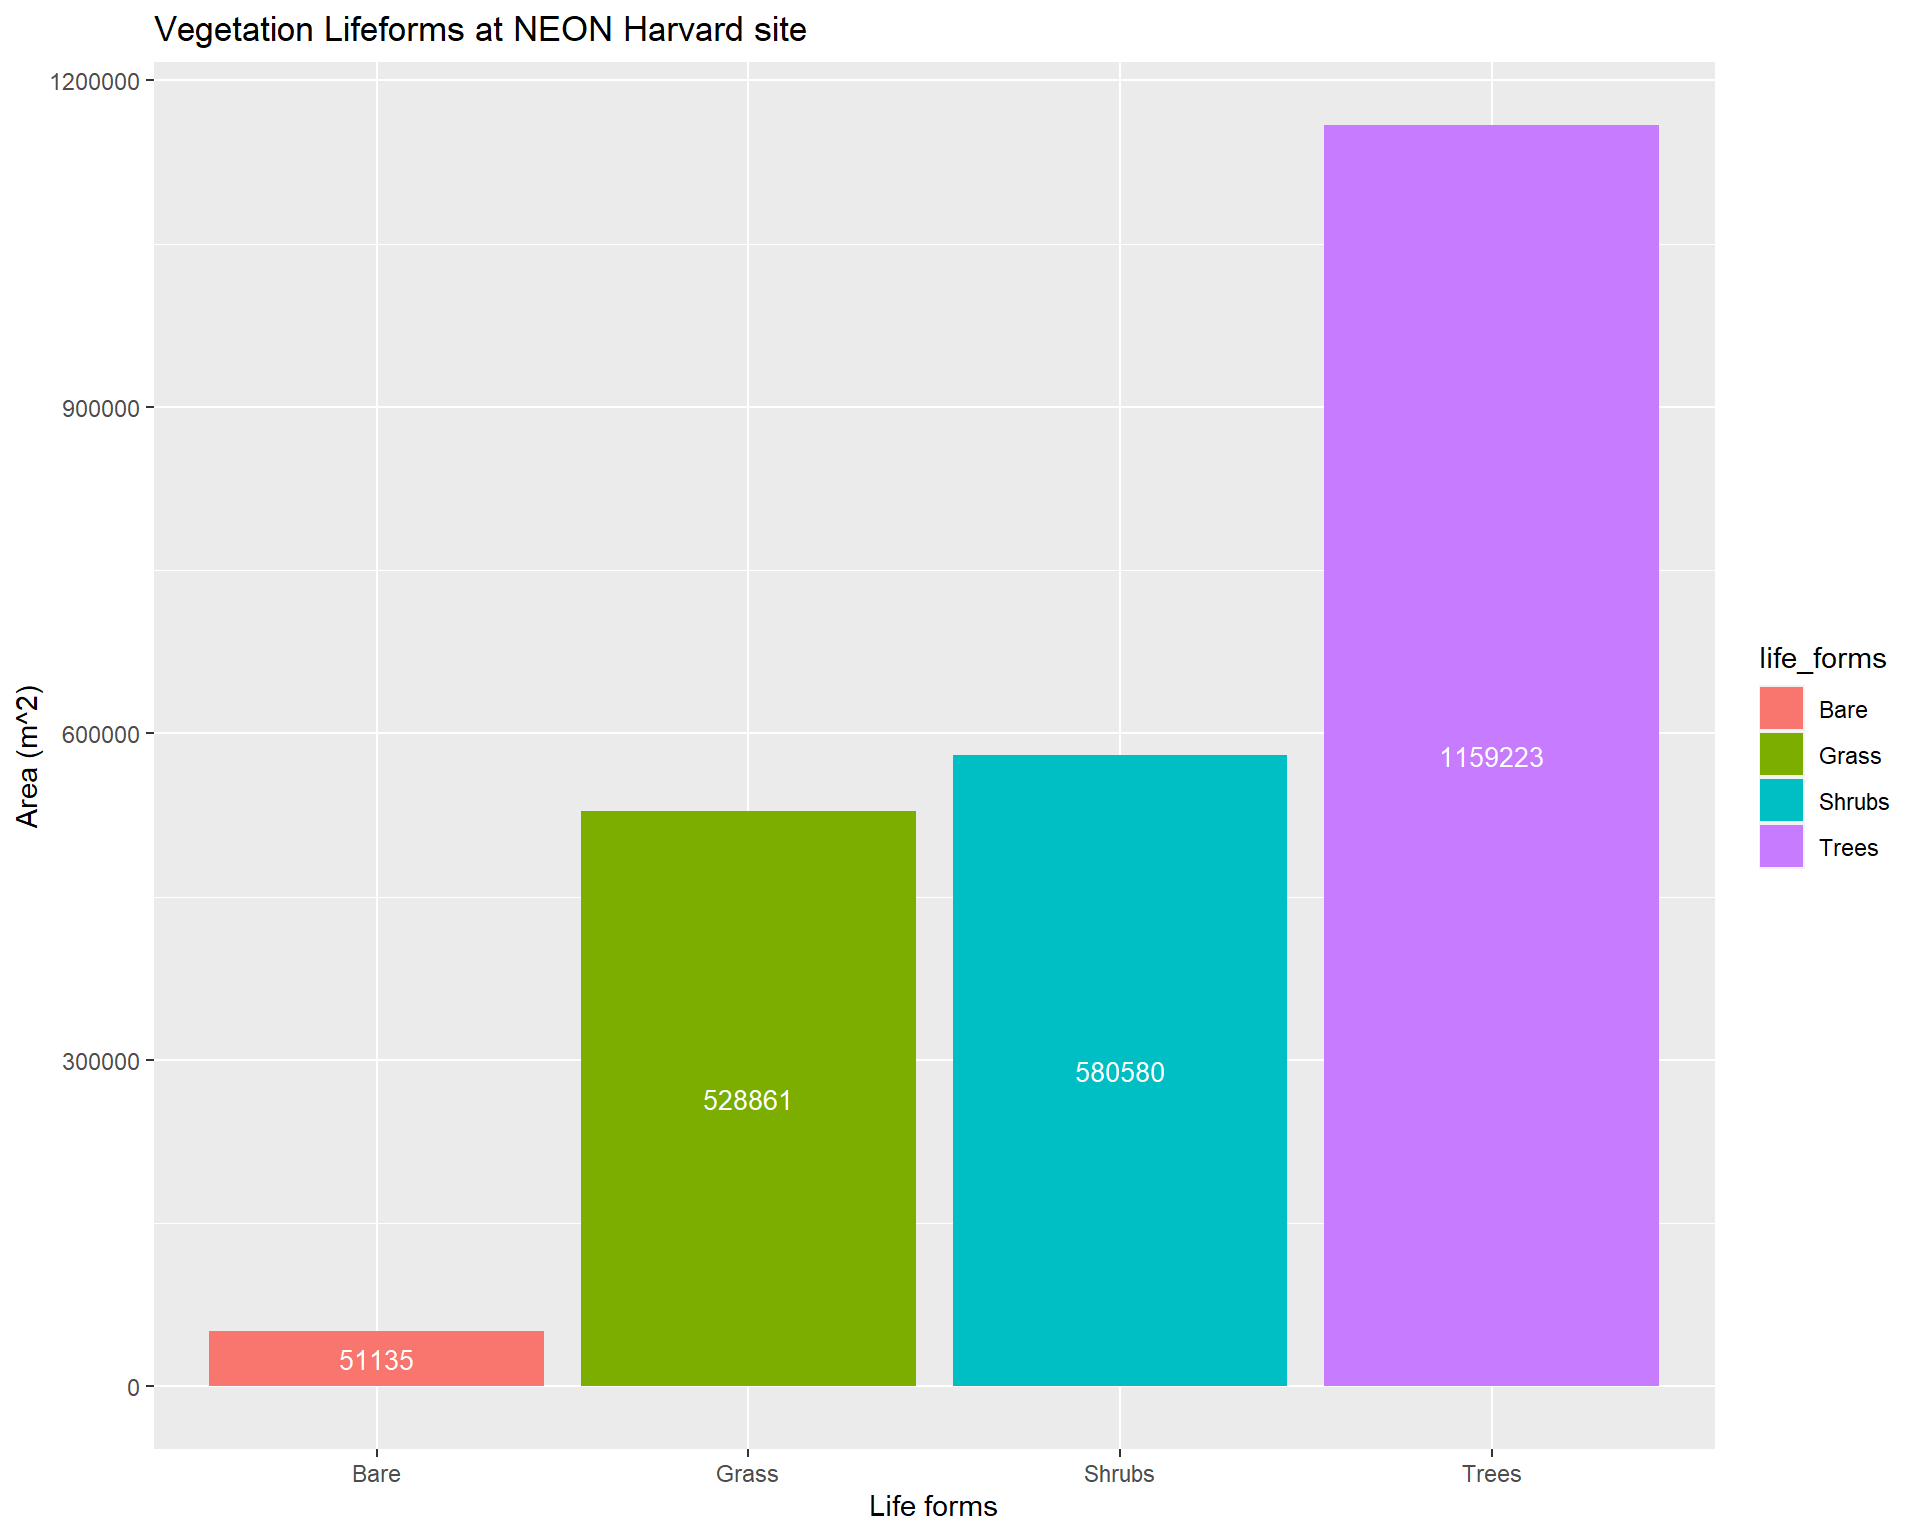 Vegetation Lifeforms at NEON Harvard site
1200000
900000
600000
300000
0
Area (m^2)
51135
528861
580580
1159223
Bare
Grass
Shrubs
Trees
Life forms
life_forms
Bare
Grass
Shrubs
Trees